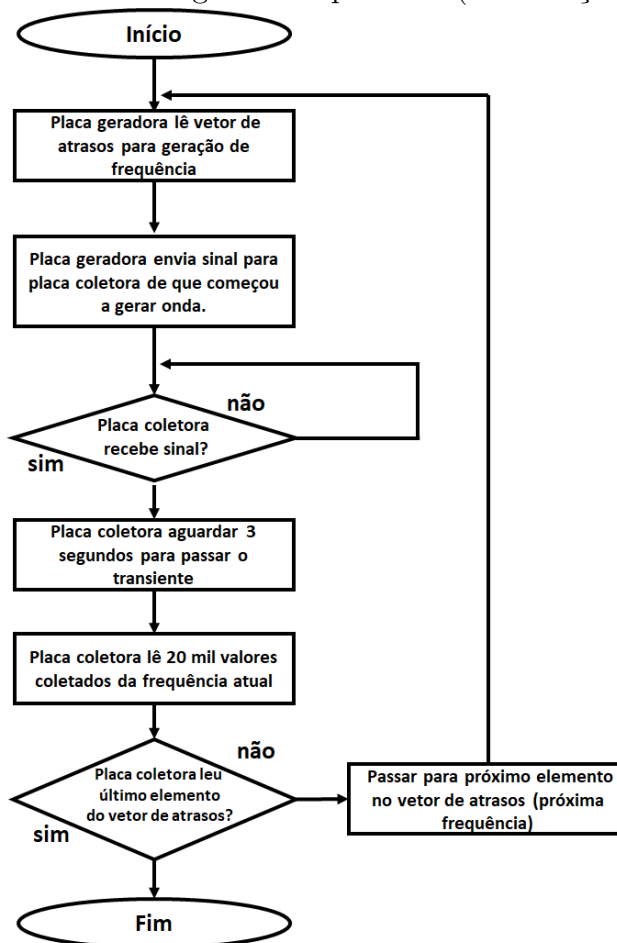 Início
Placa geradora lê vetor de
atrasos para geração de
frequência
Placa geradora envia sinal para
placa coletora de que começou
a gerar onda.
não
Placa coletora
recebe sinal?
sim
Placa coletora aguardar 3
segundos para passar o
transiente
Placa coletora lê 20 mil valores
coletados da frequência atual
não
Placa coletora leu
último elemento
do vetor de atrasos?
sim
Passar para próximo elemento
no vetor de atrasos (próxima
frequência)
Fim